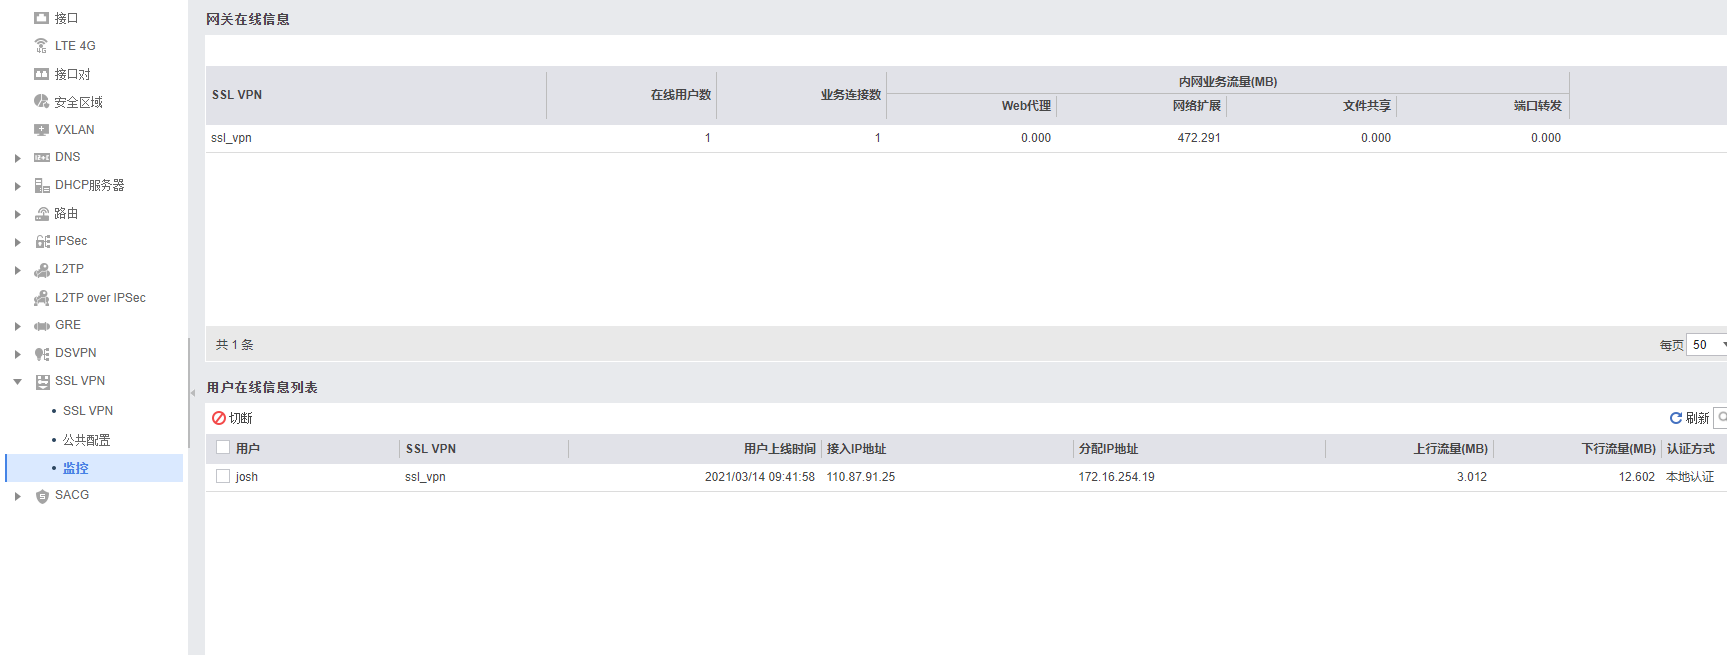 接口
LTE 4G
接口对
安全区域
VXLAN
DNS
DHCP服务器
路由
IPSec
L2TP
L2TP over IPSec
GRE
DSVPN
SSL VPN
SSL VPN
公共配置
监控
SACG
网关在线信息
SSL VPN 在线用户数 业务连接数 内网业务流量(MB)
Web代理 网络扩展 文件共享 端口转发
ssl_vpn 1 1 0.000 472.291 0.000 0.000
共 1 条 每页 50
用户在线信息列表
切断 刷新
用户 SSL VPN 用户上线时间 接入IP地址 分配IP地址 上行流量(MB) 下行流量(MB) 认证方式
josh ssl_vpn 2021/03/14 09:41:58 110.87.91.25 172.16.254.19 3.012 12.602 本地认证